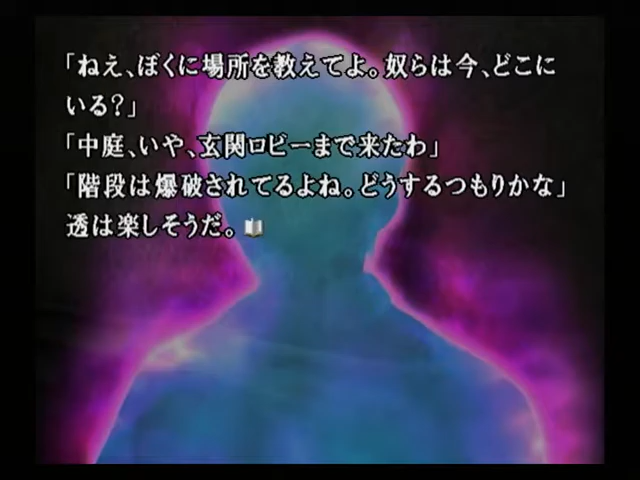 「ねえ、ぼくに場所を教えてよ。奴らは今、どこに
いる?」
「中庭、いや、玄関ロビーまで来たわ」
「階段は爆破されてるよね。どうするつもりかな」
透は楽しそうだ。